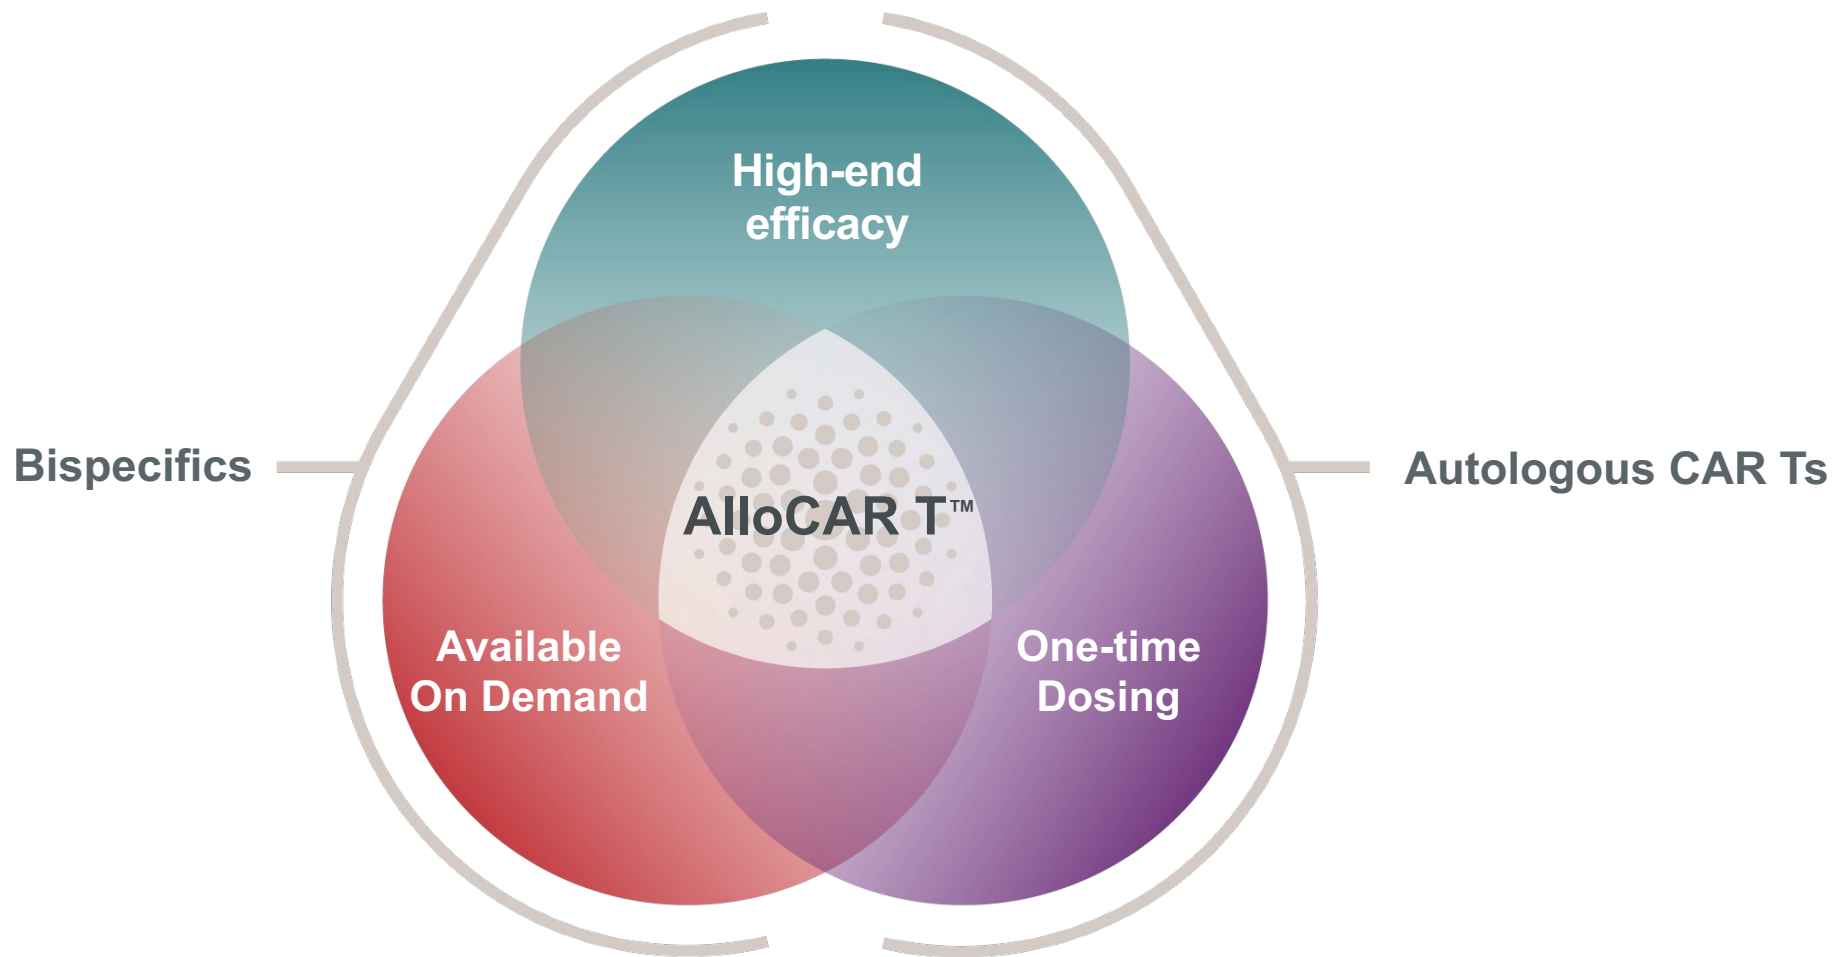 High-end
efficacy
Bispecifics
Autologous CAR Ts
AlloCAR T™
Available
On Demand
One-time
Dosing